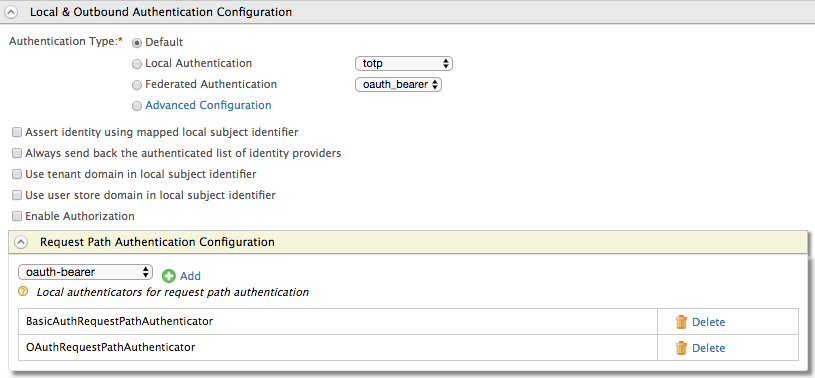 Local & Outbound Authentication Configuration
Authentication Type:* Default
Local Authentication totp
Federated Authentication oauth_bearer
Advanced Configuration
Assert identity using mapped local subject identifier
Always send back the authenticated list of identity providers
Use tenant domain in local subject identifier
Use user store domain in local subject identifier
Enable Authorization
Request Path Authentication Configuration
oauth-bearer Add
? Local authenticators for request path authentication
BasicAuthRequestPathAuthenticator Delete
OAuthRequestPathAuthenticator Delete